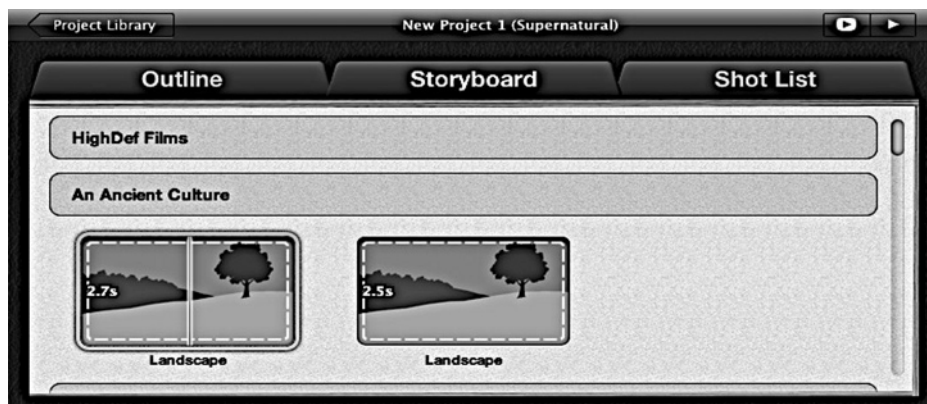 Project Library
New Project 1 (Supernatural)
Outline
Storyboard
Shot List
HighDef Films
An Ancient Culture
2.7s
2.5s
Landscape
Landscape